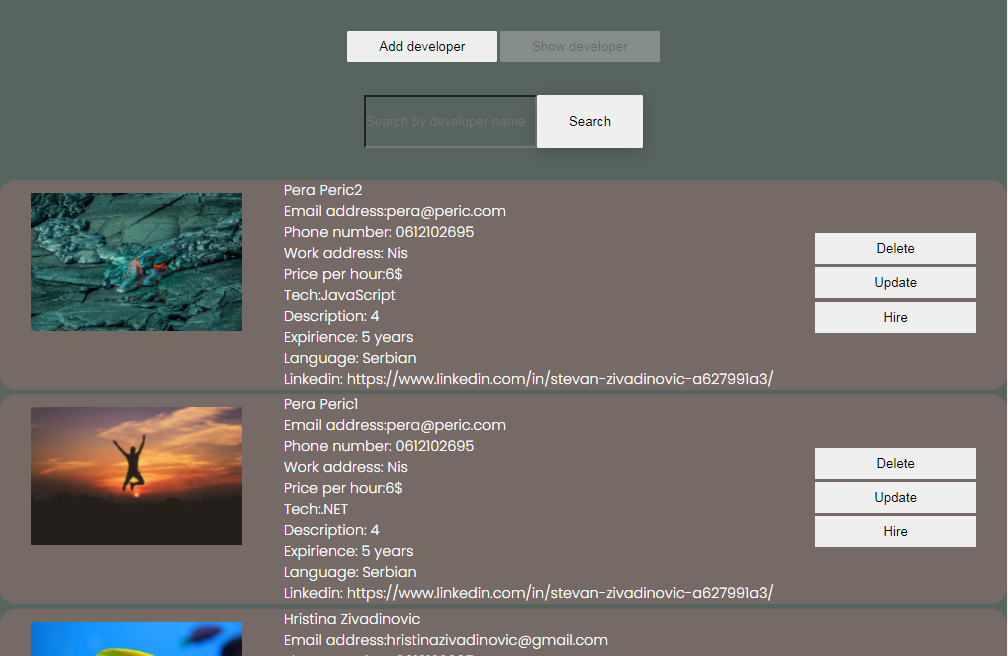 Add developer Show developer
Search by developer name Search
Pera Peric2
Email address:pera@peric.com
Phone number: 0612102695
Work address: Nis
Price per hour:6$
Tech:JavaScript
Description: 4
Expirience: 5 years
Language: Serbian
Linkedin: https://www.linkedin.com/in/stevan-zivadinovic-a627991a3/
Delete
Update
Hire
Pera Peric1
Email address:pera@peric.com
Phone number: 0612102695
Work address: Nis
Price per hour:6$
Tech:.NET
Description: 4
Expirience: 5 years
Language: Serbian
Linkedin: https://www.linkedin.com/in/stevan-zivadinovic-a627991a3/
Delete
Update
Hire
Hristina Zivadinovic
Email address:hristinazivadinovic@gmail.com